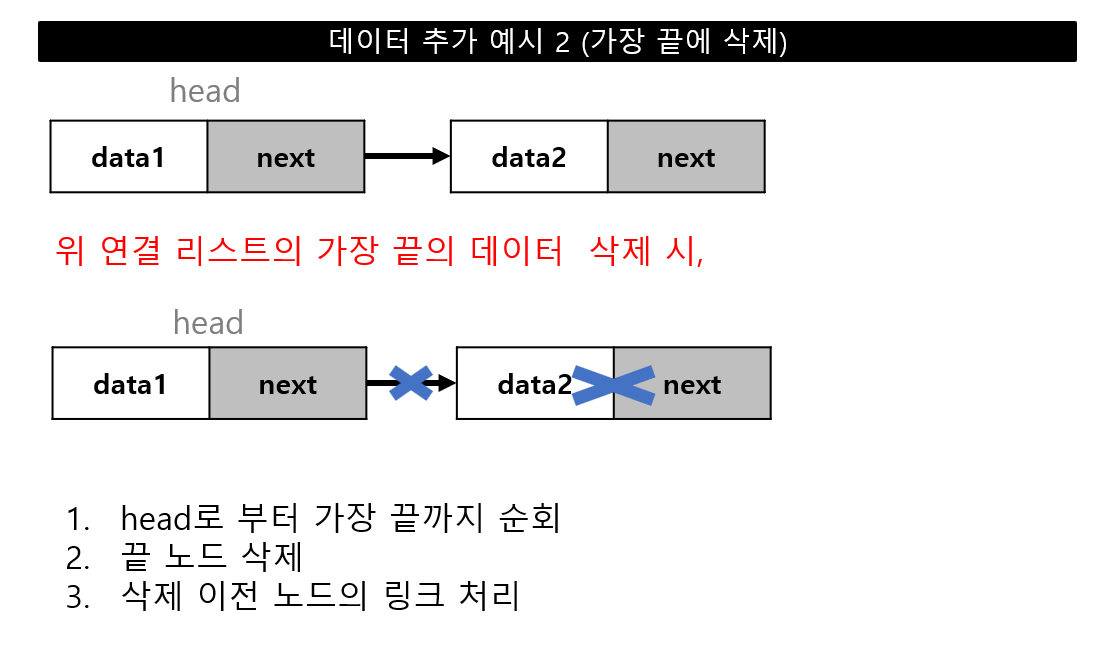 데이터 추가 예시 2 (가장 끝에 삭제)
head
data1 next data2 next
위 연결 리스트의 가장 끝의 데이터 삭제 시,
head
data1 next data2 next
1. head로 부터 가장 끝까지 순회
2. 끝 노드 삭제
3. 삭제 이전 노드의 링크 처리